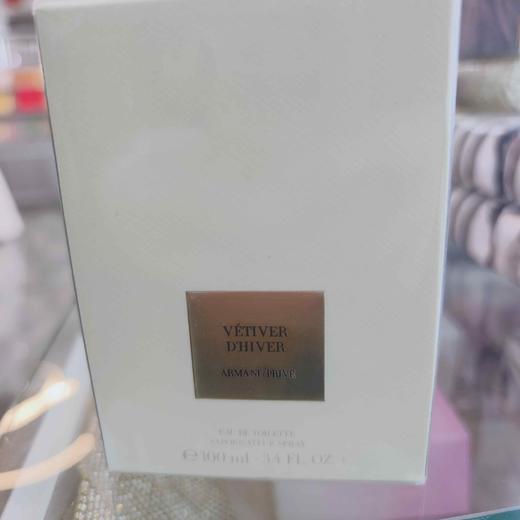 VÉTIVER
D'HIVER
ARMANI/PRIVÉ
EAU DE TOILETTE
VAPORISATEUR SPRAY
℮100 ml - 3.4 FL. OZ